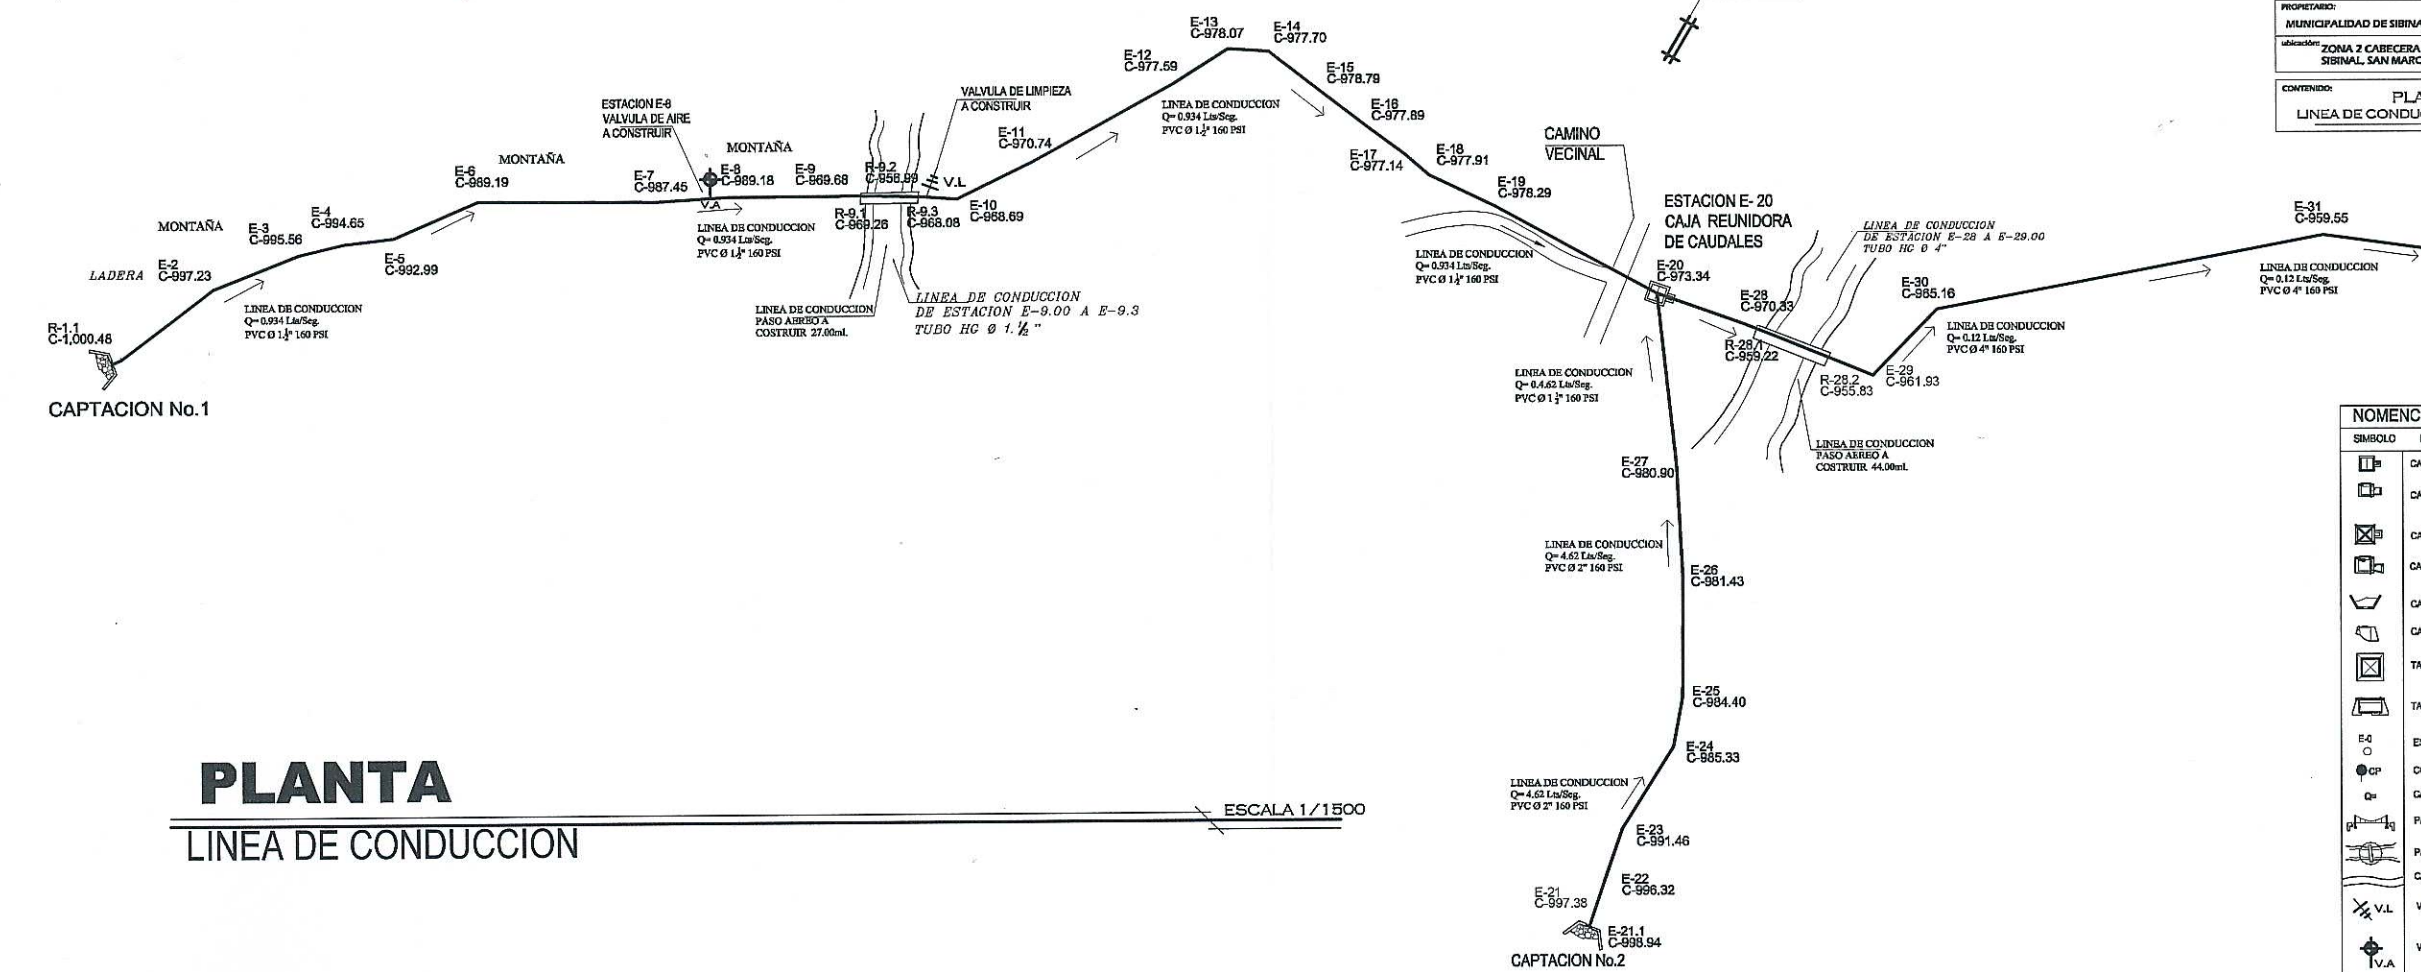 PROPIETARIO:
MUNICIPALIDAD DE SIBINA
ubicación: ZONA 2 CABECERA
SIBINAL, SAN MARC
CONTENIDO:
PLA
LINEA DE CONDU
R-1.1
C-1,000.48
CAPTACION No.1
LADERA
E-2
C-997.23
MONTAÑA
E-3
C-995.56
E-4
C-994.65
E-5
C-992.99
LINEA DE CONDUCCION
Q= 0.934 Lts/Seg.
PVC Ø 1½" 160 PSI
E-6
C-989.19
MONTAÑA
ESTACION E-8
VALVULA DE AIRE
A CONSTRUIR
E-7
C-987.45
MONTAÑA
E-8
C-989.18
V.A
E-9
C-969.68
LINEA DE CONDUCCION
Q= 0.934 Lts/Seg.
PVC Ø 1½" 160 PSI
R-9.2
C-956.99
R-9.1
C-969.26
R-9.3
C-968.08
VALVULA DE LIMPIEZA
A CONSTRUIR
V.L
E-10
C-968.69
LINEA DE CONDUCCION
PASO AEREO A
COSTRUIR 27.00ml.
LINEA DE CONDUCCION
DE ESTACION E-9.00 A E-9.3
TUBO HG Ø 1.½ "
E-11
C-970.74
E-12
C-977.59
E-13
C-978.07
E-14
C-977.70
LINEA DE CONDUCCION
Q= 0.934 Lts/Seg.
PVC Ø 1½" 160 PSI
E-15
C-978.79
E-16
C-977.89
E-17
C-977.14
E-18
C-977.91
E-19
C-978.29
CAMINO
VECINAL
LINEA DE CONDUCCION
Q= 0.934 Lts/Seg.
PVC Ø 1½" 160 PSI
ESTACION E- 20
CAJA REUNIDORA
DE CAUDALES
E-20
C-973.34
LINEA DE CONDUCCION
DE ESTACION E-28 A E-29.00
TUBO HG Ø 4"
E-28
C-970.33
R-28.1
C-959.22
R-28.2
C-955.83
E-29
C-961.93
E-30
C-965.16
LINEA DE CONDUCCION
Q= 0.12 Lts/Seg.
PVC Ø 4" 160 PSI
E-31
C-959.55
LINEA DE CONDUCCION
Q= 0.12 Lts/Seg.
PVC Ø 4" 160 PSI
LINEA DE CONDUCCION
PASO AEREO A
COSTRUIR 44.00ml.
LINEA DE CONDUCCION
Q= 0.4.62 Lts/Seg.
PVC Ø 1½" 160 PSI
E-27
C-980.90
LINEA DE CONDUCCION
Q= 4.62 Lts/Seg.
PVC Ø 2" 160 PSI
E-26
C-981.43
E-25
C-984.40
E-24
C-985.33
LINEA DE CONDUCCION
Q= 4.62 Lts/Seg.
PVC Ø 2" 160 PSI
E-23
C-991.46
E-22
C-996.32
E-21
C-997.38
E-21.1
C-998.94
CAPTACION No.2
PLANTA
ESCALA 1/1500
LINEA DE CONDUCCION
NOMENC
SIMBOLO
CA
CA
CA
CA
CA
CA
TA
TA
E-0
CP
Q=
V.L
V.A